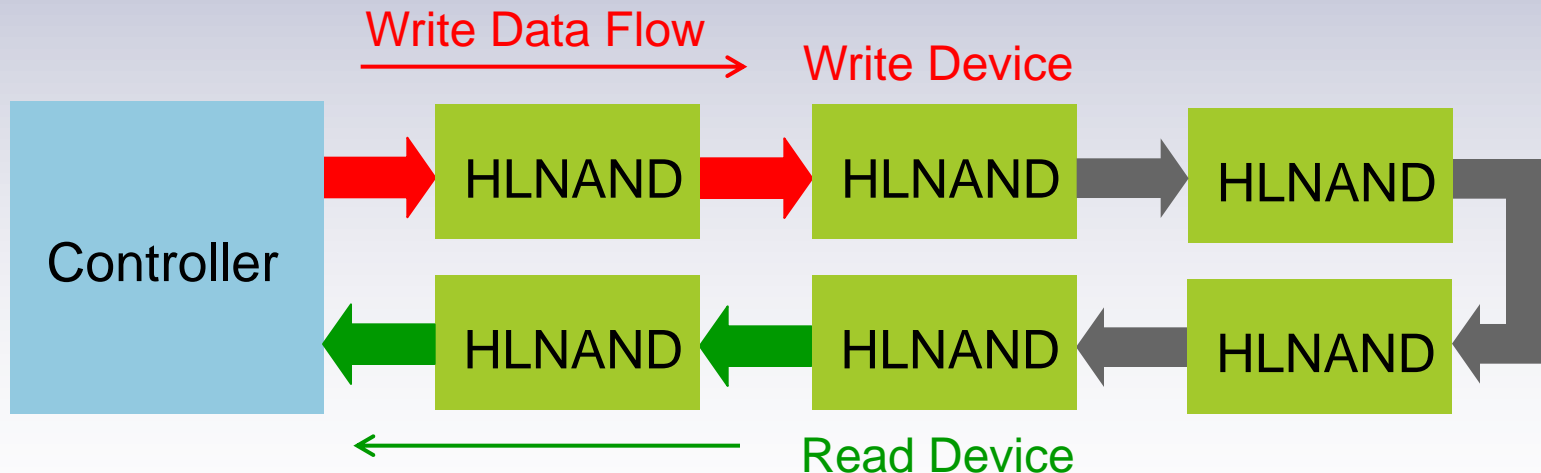 Write Data Flow
Write Device
Controller
HLNAND
HLNAND
HLNAND
HLNAND
HLNAND
HLNAND
Read Device